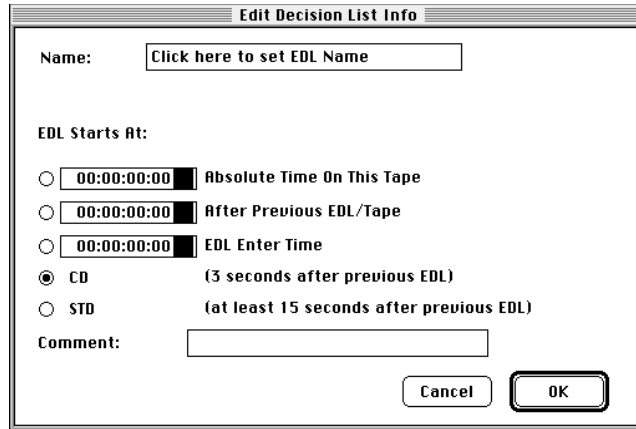 Edit Decision List Info
Name: Click here to set EDL Name
EDL Starts At:
00:00:00:00 Absolute Time On This Tape
00:00:00:00 After Previous EDL/Tape
00:00:00:00 EDL Enter Time
CD (3 seconds after previous EDL)
STD (at least 15 seconds after previous EDL)
Comment:
Cancel OK